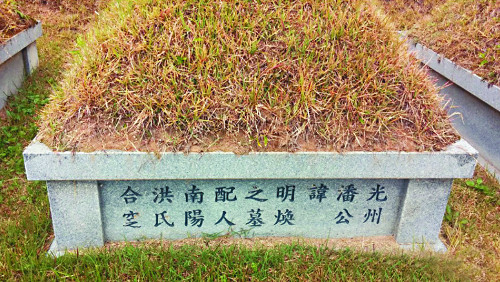 光州
潘公
諱
明煥
之墓
配人
南陽
洪氏
合窆